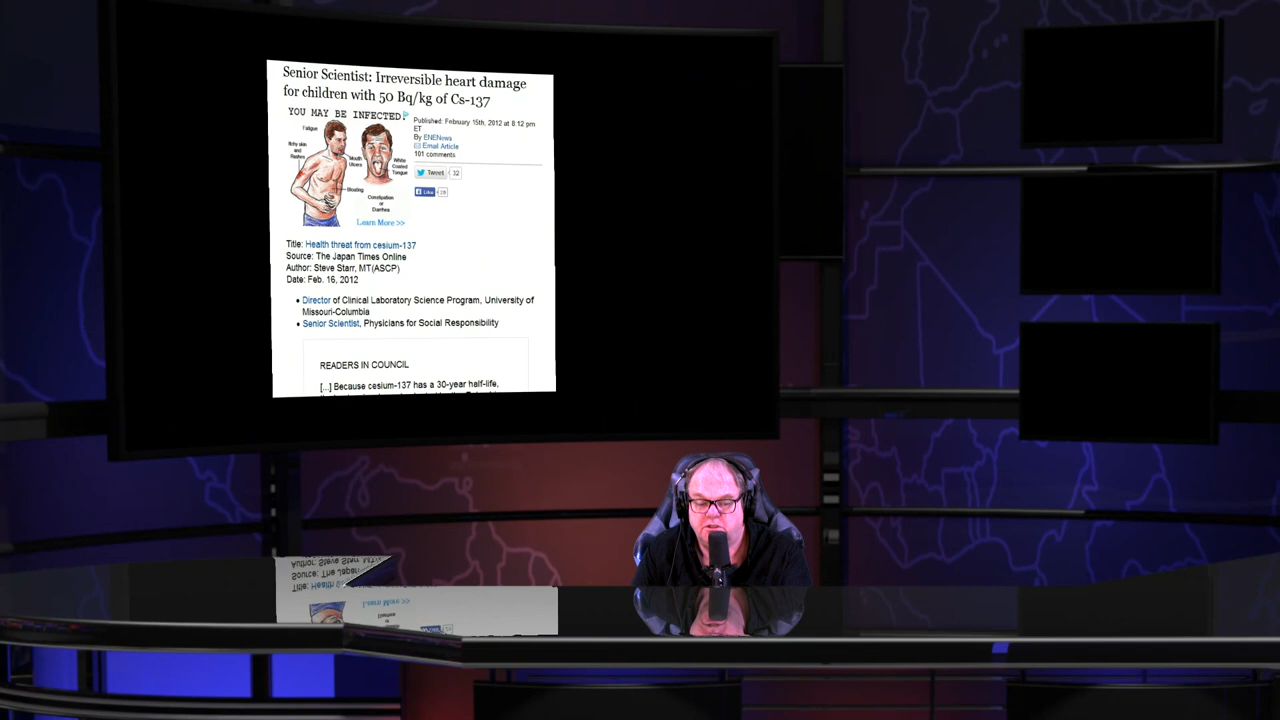 Senior Scientist: Irreversible heart damage
for children with 50 Bq/kg of Cs-137
YOU MAY BE INFECTED!
Fatigue
Itchy skin
and
Rashes
Mouth
Ulcers
White
Coated
Tongue
Bloating
Constipation
or
Diarrhea
Learn More >>
Published: February 15th, 2012 at 8:12 pm
ET
By ENENews
Email Article
101 comments
Tweet 32
Like
Title: Health threat from cesium-137
Source: The Japan Times Online
Author: Steve Starr, MT(ASCP)
Date: Feb. 16, 2012
• Director of Clinical Laboratory Science Program, University of
Missouri-Columbia
• Senior Scientist, Physicians for Social Responsibility
READERS IN COUNCIL
[...] Because cesium-137 has a 30-year half-life,